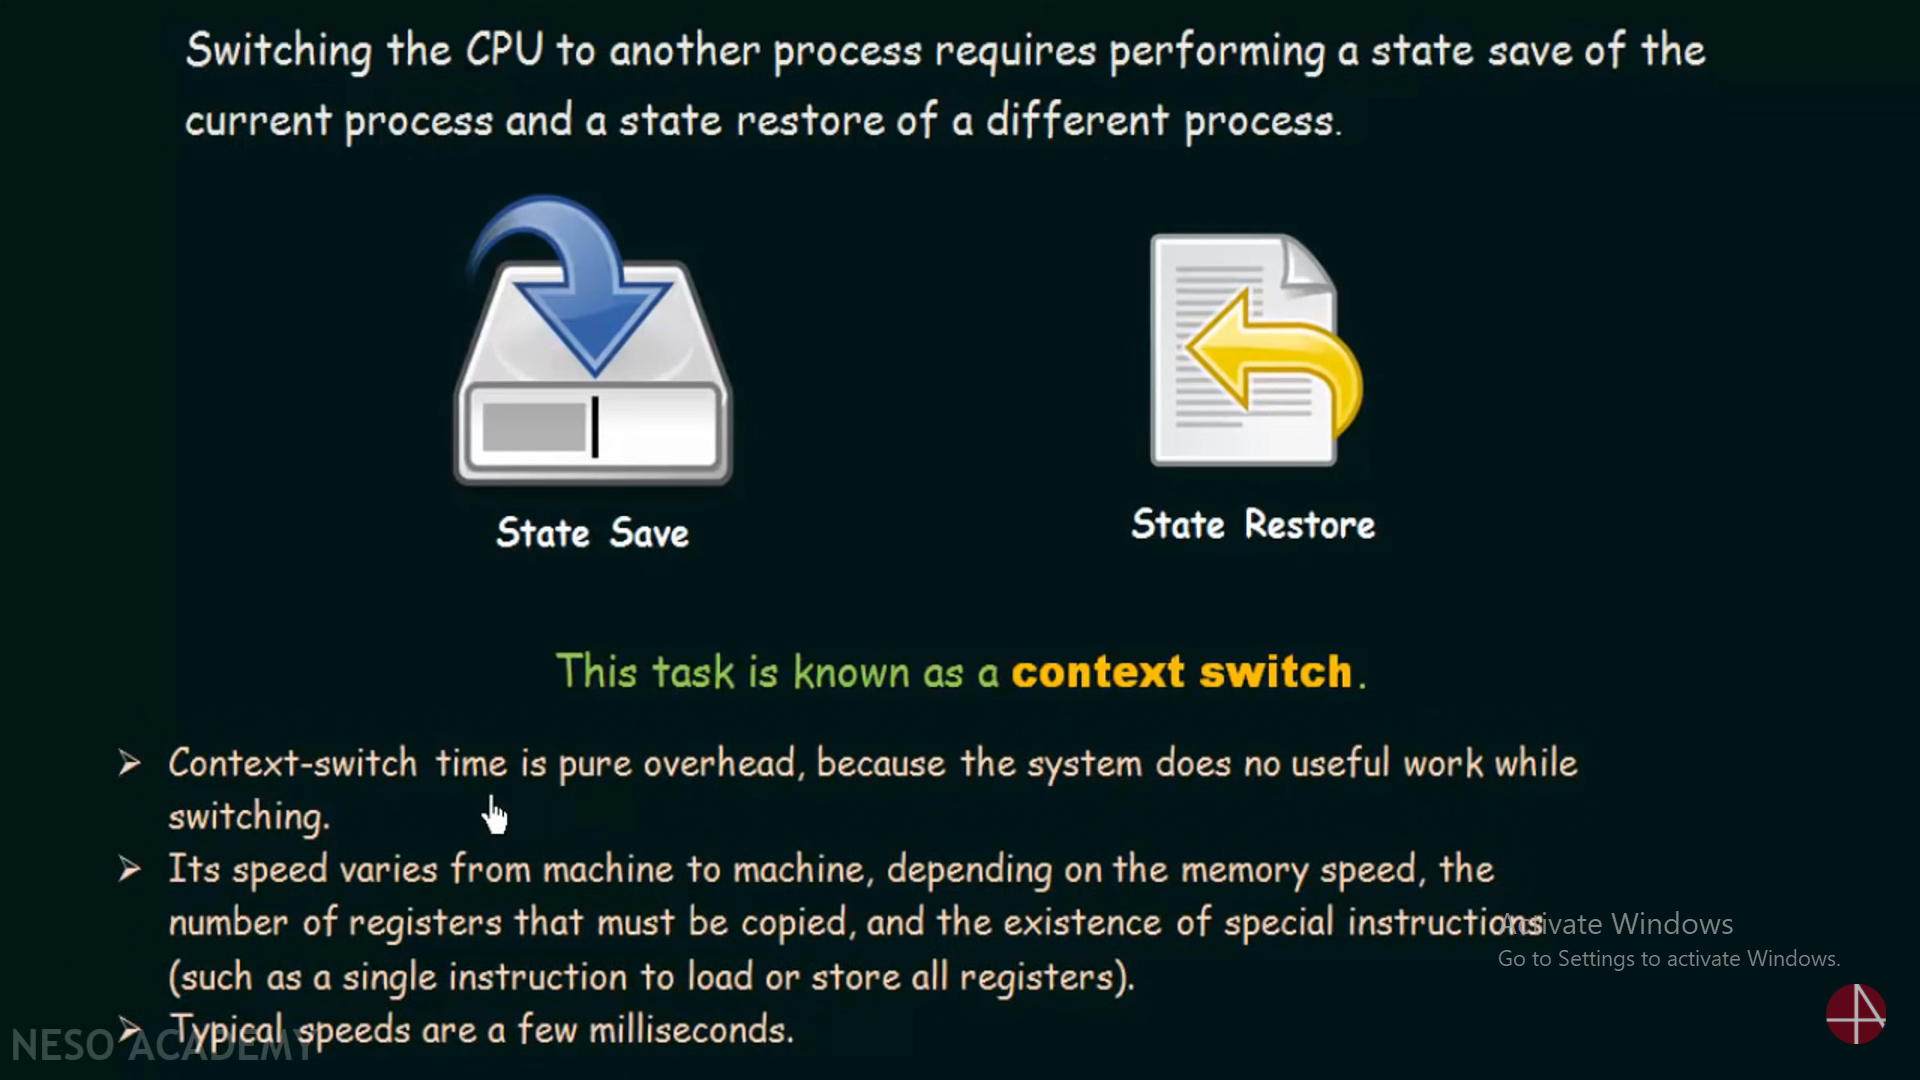 Switching the CPU to another process requires performing a state save of the
current process and a state restore of a different process.
State Save
State Restore
This task is known as a context switch.
➢ Context-switch time is pure overhead, because the system does no useful work while
switching.
➢ Its speed varies from machine to machine, depending on the memory speed, the
number of registers that must be copied, and the existence of special instructions
(such as a single instruction to load or store all registers).
➢ Typical speeds are a few milliseconds.
Activate Windows
Go to Settings to activate Windows.
NESO ACADEMY